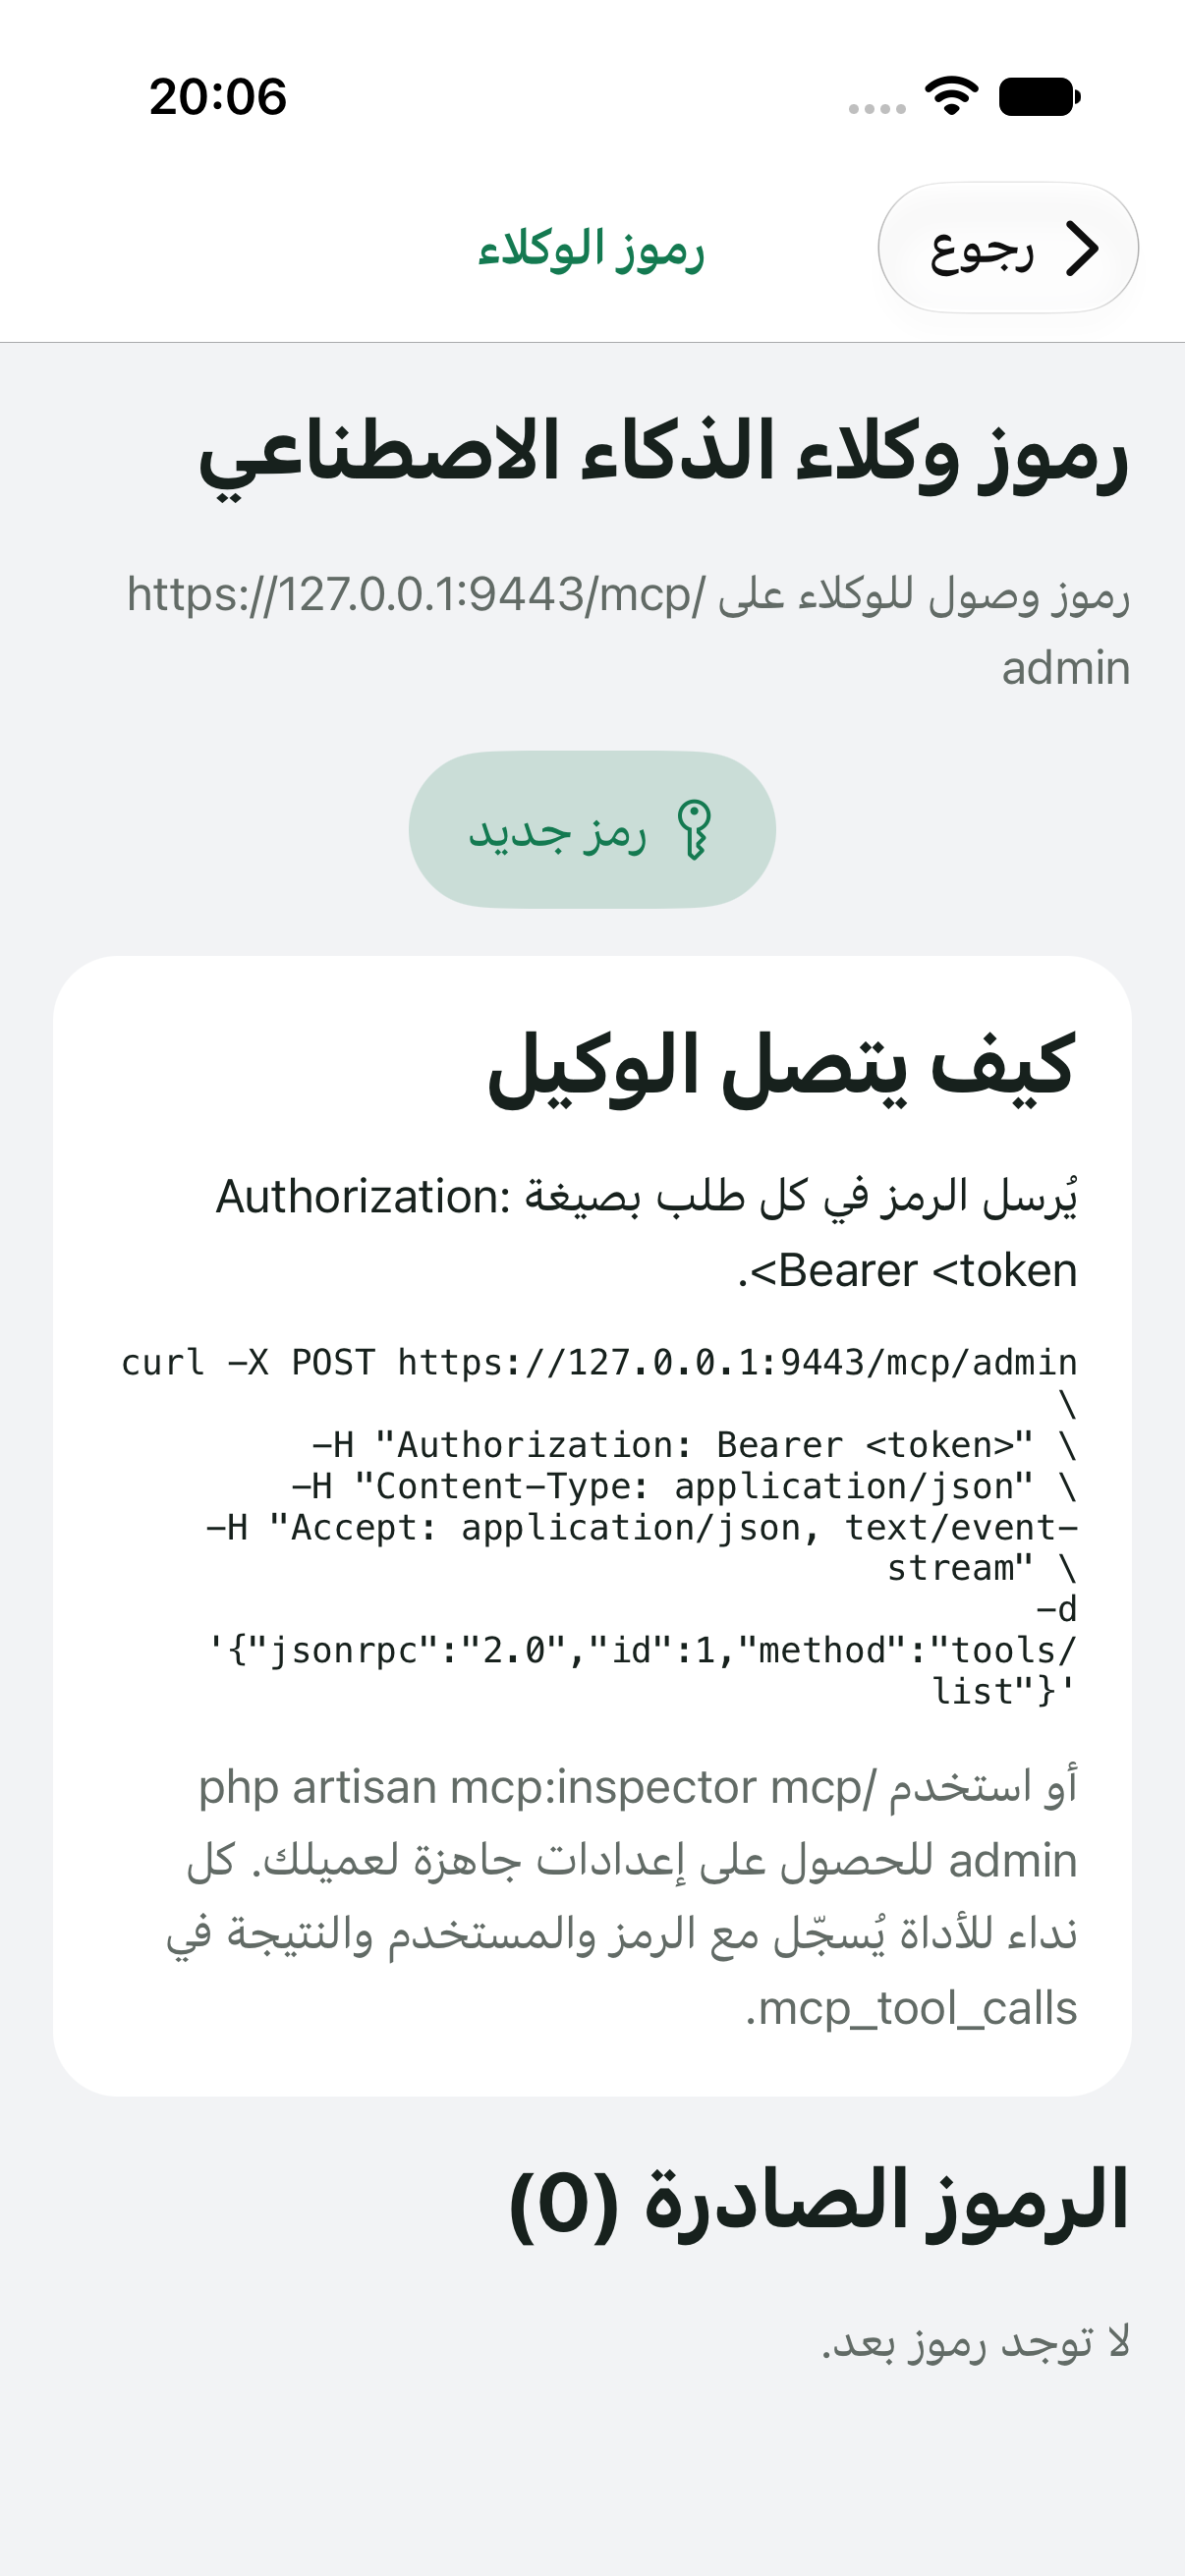 20:06
رجوع
رموز الوكلاء
رموز وكلاء الذكاء الاصطناعي
رموز وصول للوكلاء على https://127.0.0.1:9443/mcp/
admin
رمز جديد
كيف يتصل الوكيل
يُرسل الرمز في كل طلب بصيغة Authorization:
Bearer <token>.
curl -X POST https://127.0.0.1:9443/mcp/admin
\
-H "Authorization: Bearer <token>" \
-H "Content-Type: application/json" \
-H "Accept: application/json, text/event-
stream" \
-d
'{"jsonrpc":"2.0","id":1,"method":"tools/
list"}'
أو استخدم php artisan mcp:inspector mcp/
admin للحصول على إعدادات جاهزة لعميلك. كل
نداء للأداة يُسجّل مع الرمز والمستخدم والنتيجة في
mcp_tool_calls.
الرموز الصادرة (0)
لا توجد رموز بعد.